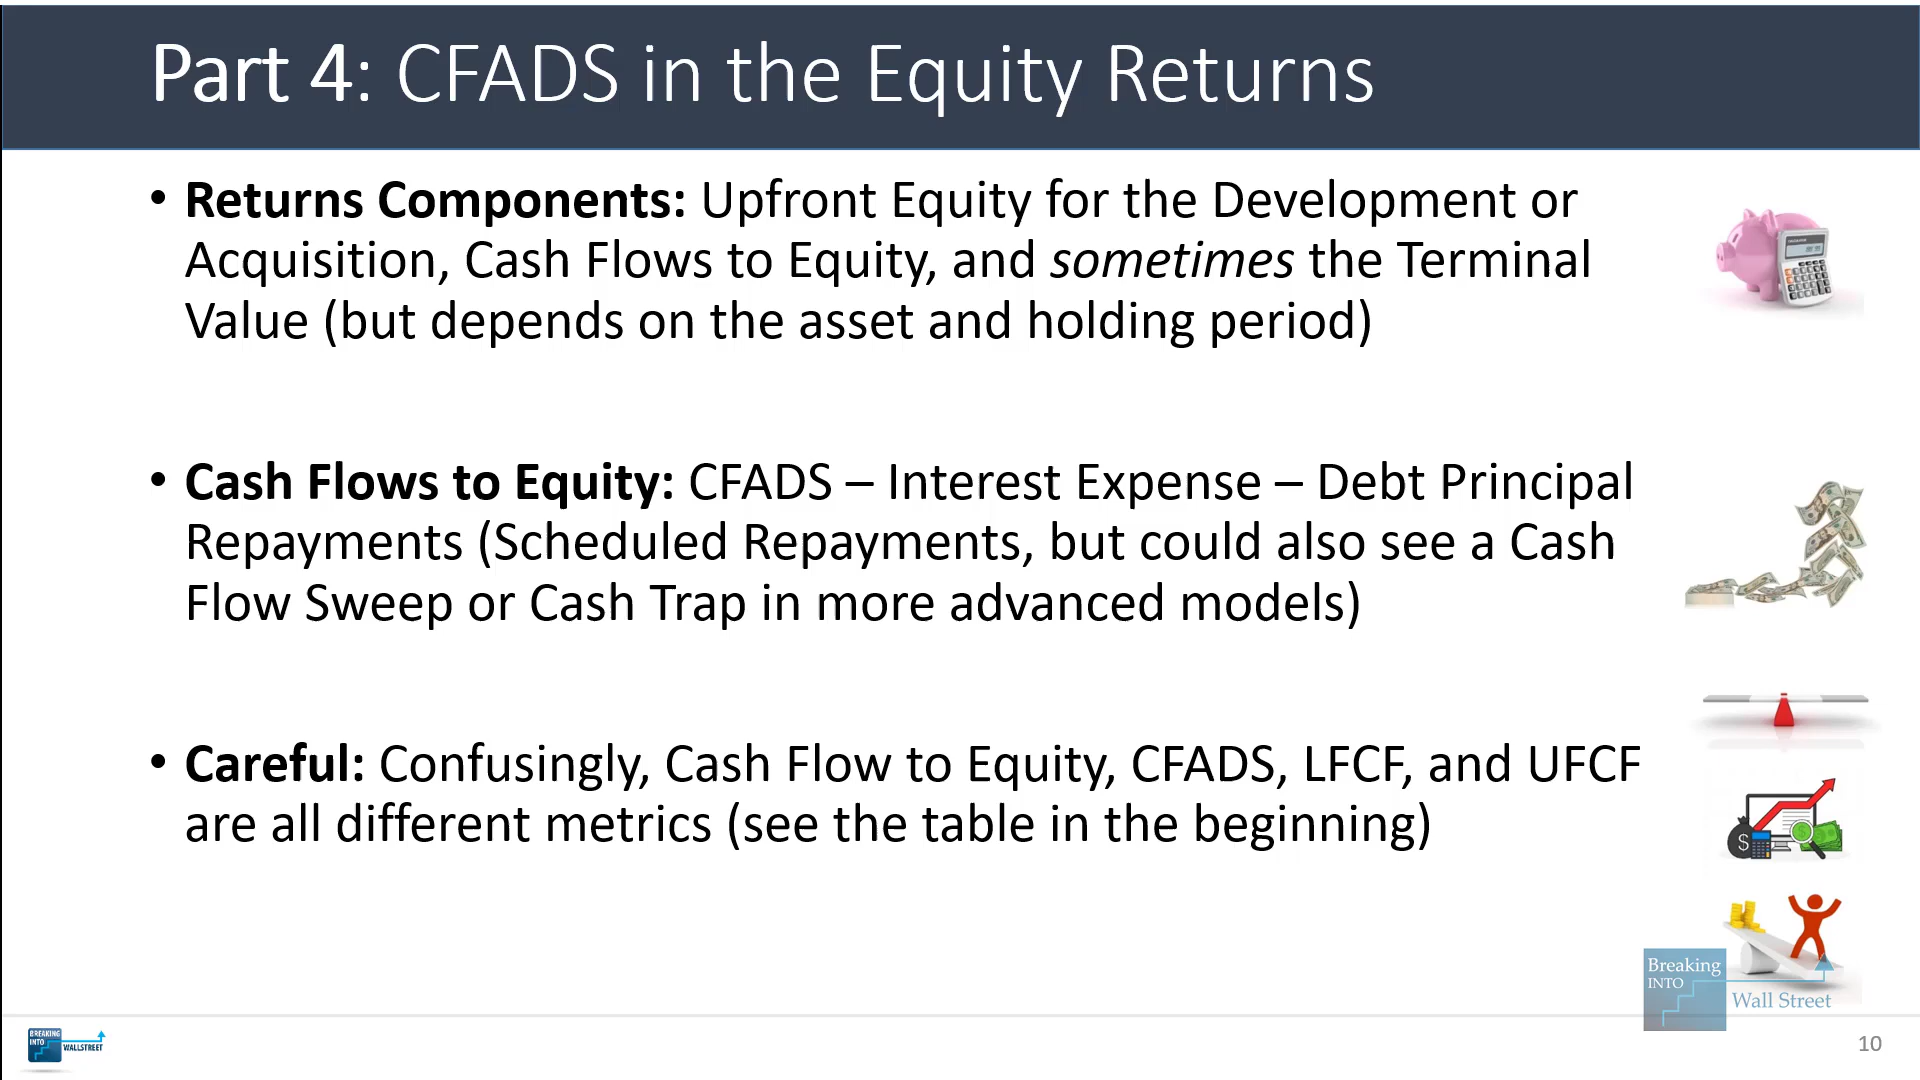 Part 4: CFADS in the Equity Returns
• Returns Components: Upfront Equity for the Development or
Acquisition, Cash Flows to Equity, and sometimes the Terminal
Value (but depends on the asset and holding period)
• Cash Flows to Equity: CFADS – Interest Expense – Debt Principal
Repayments (Scheduled Repayments, but could also see a Cash
Flow Sweep or Cash Trap in more advanced models)
• Careful: Confusingly, Cash Flow to Equity, CFADS, LFCF, and UFCF
are all different metrics (see the table in the beginning)
Breaking
INTO
Wall Street
BREAKING
INTO
WALLSTREET
10